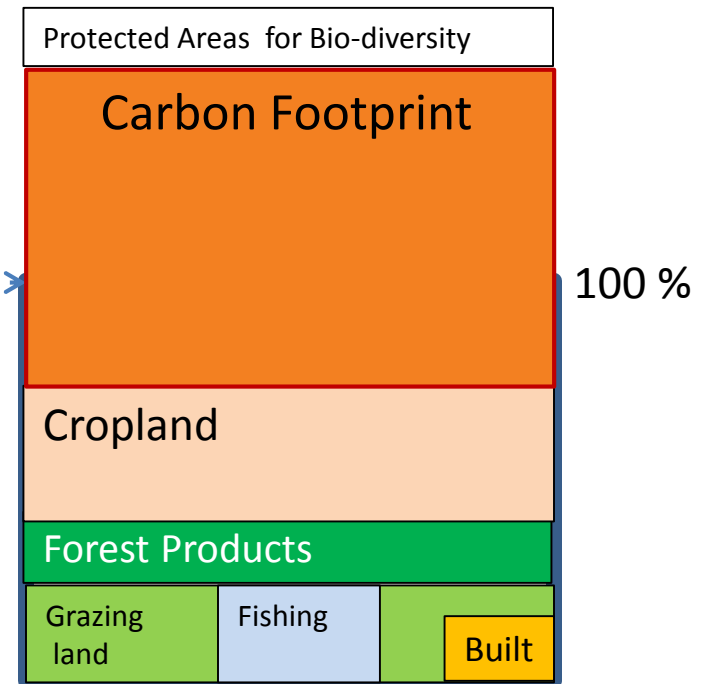 Protected Areas for Bio-diversity
Carbon Footprint
100 %
Cropland
Forest Products
Grazing
land
Fishing
Built